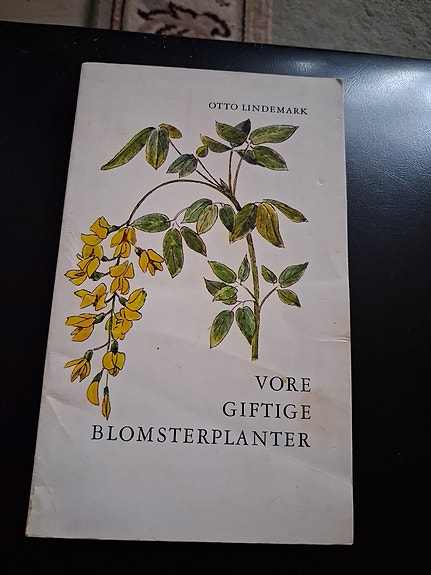 OTTO LINDEMARK
VORE
GIFTIGE
BLOMSTERPLANTER